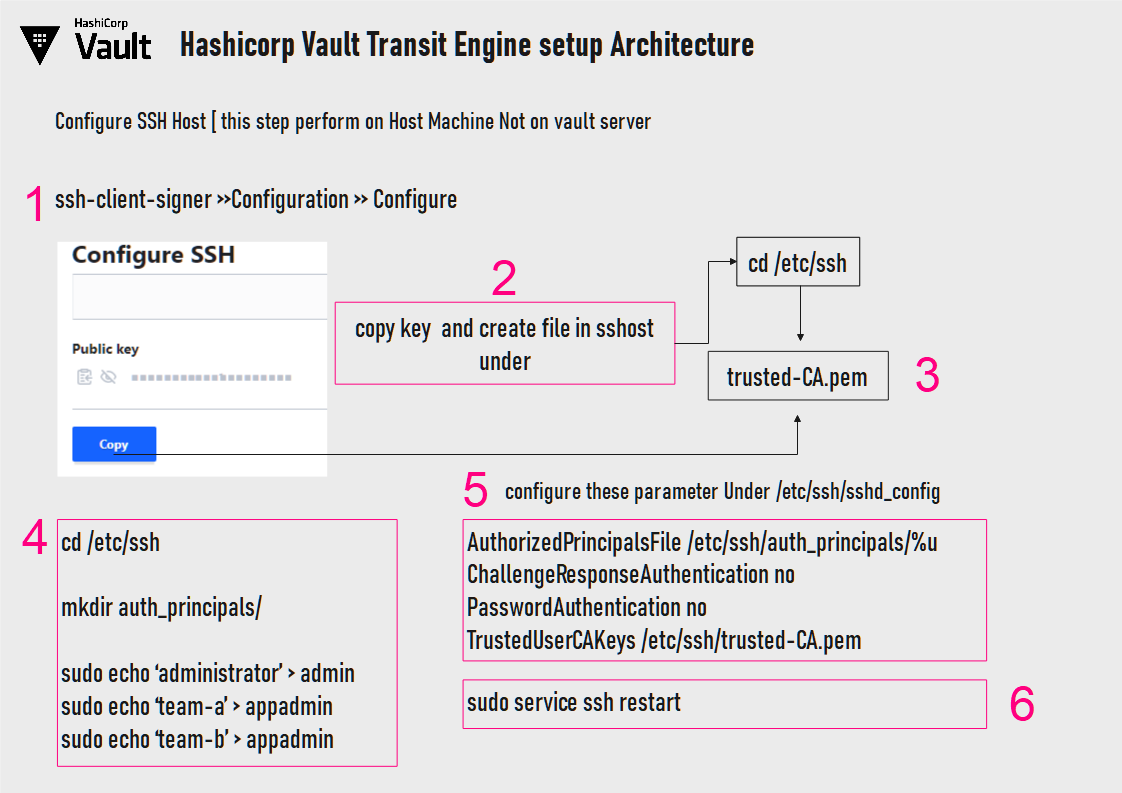 HashiCorp
Vault
Hashicorp Vault Transit Engine setup Architecture
Configure SSH Host [ this step perform on Host Machine Not on vault server
1
ssh-client-signer >>Configuration >> Configure
Configure SSH
Public key
Copy
2
copy key  and create file in sshost
under
cd /etc/ssh
trusted-CA.pem
3
4
cd /etc/ssh
mkdir auth_principals/
sudo echo ‘administrator’ > admin
sudo echo ‘team-a’ > appadmin
sudo echo ‘team-b’ > appadmin
5
configure these parameter Under /etc/ssh/sshd_config
AuthorizedPrincipalsFile /etc/ssh/auth_principals/%u
ChallengeResponseAuthentication no
PasswordAuthentication no
TrustedUserCAKeys /etc/ssh/trusted-CA.pem
sudo service ssh restart
6